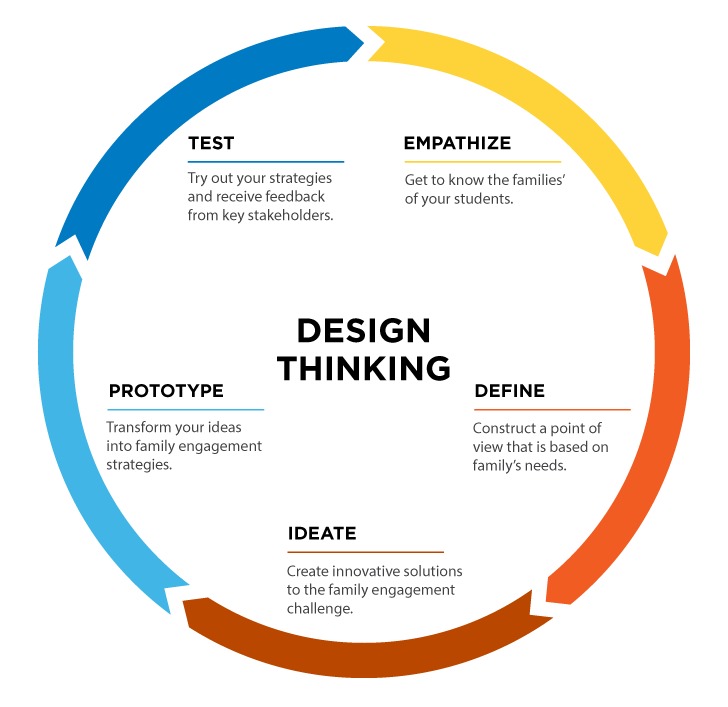 DESIGN
THINKING
EMPATHIZE
Get to know the families’
of your students.
DEFINE
Construct a point of
view that is based on
family’s needs.
IDEATE
Create innovative solutions
to the family engagement
challenge.
PROTOTYPE
Transform your ideas
into family engagement
strategies.
TEST
Try out your strategies
and receive feedback
from key stakeholders.